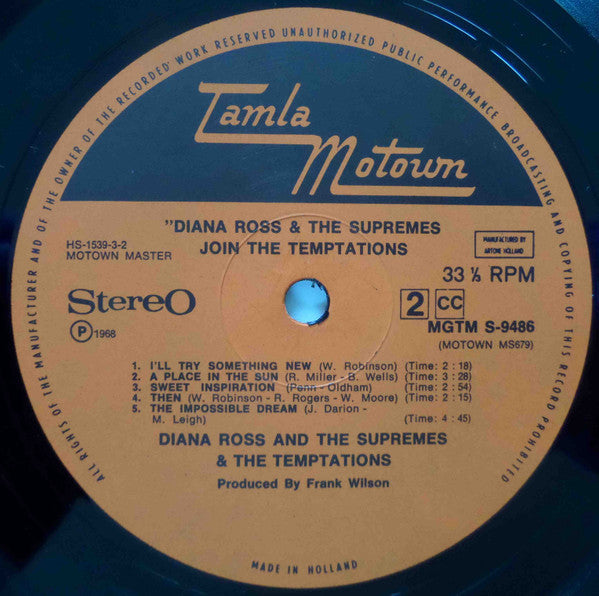 ALL RIGHTS OF THE MANUFACTURER AND OF THE OWNER OF THE RECORDED WORK RESERVED UNAUTHORIZED PUBLIC PERFORMANCE BROADCASTING AND COPYING OF THIS RECORD PROHIBITED
Tamla
Motown
"DIANA ROSS & THE SUPREMES
JOIN THE TEMPTATIONS
HS-1539-3-2
MOTOWN MASTER
MANUFACTURED BY
ARTONE HOLLAND
33 ⅓ RPM
Stereo
Ⓟ 1968
2 CC
MGTM S-9486
(MOTOWN MS679)
1. I'LL TRY SOMETHING NEW (W. Robinson) (Time: 2 : 18)
2. A PLACE IN THE SUN (R. Miller - B. Wells) (Time: 3 : 28)
3. SWEET INSPIRATION (Penn - Oldham) (Time: 2 : 54)
4. THEN (W. Robinson - R. Rogers - W. Moore) (Time: 2 : 15)
5. THE IMPOSSIBLE DREAM (J. Darion -
M. Leigh) (Time: 4 : 45)
DIANA ROSS AND THE SUPREMES
& THE TEMPTATIONS
Produced By Frank Wilson
MADE IN HOLLAND